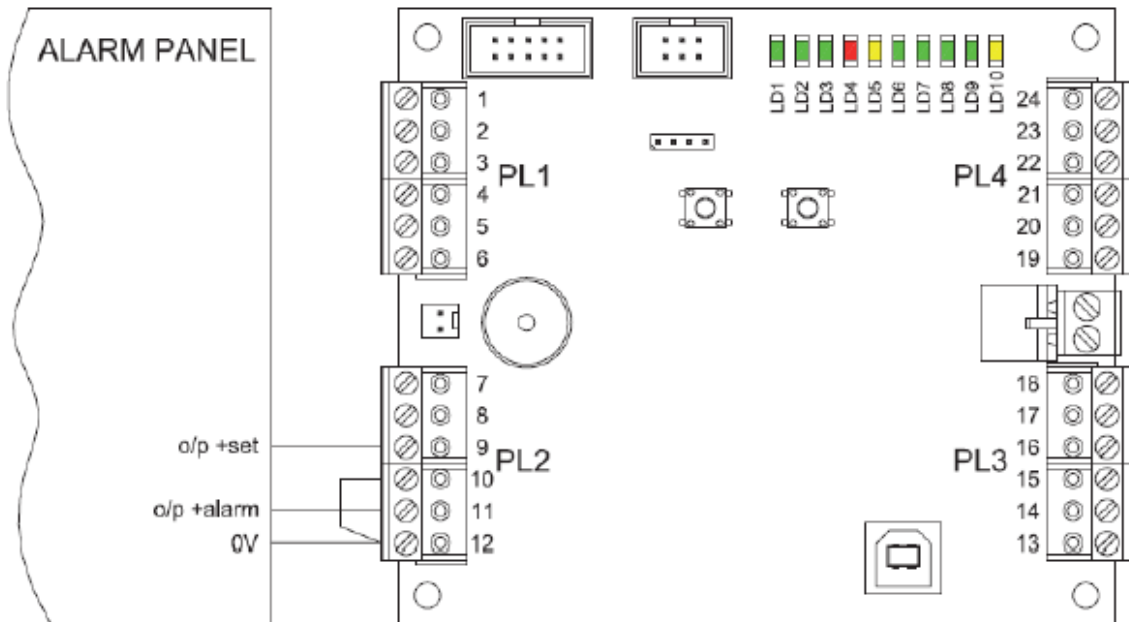 ALARM PANEL
LD1
LD2
LD3
LD4
LD5
LD6
LD7
LD8
LD9
LD10
1
2
3
4
5
6
PL1
24
23
22
21
20
19
PL4
7
8
9
10
11
12
PL2
18
17
16
15
14
13
PL3
o/p +set
o/p +alarm
0V